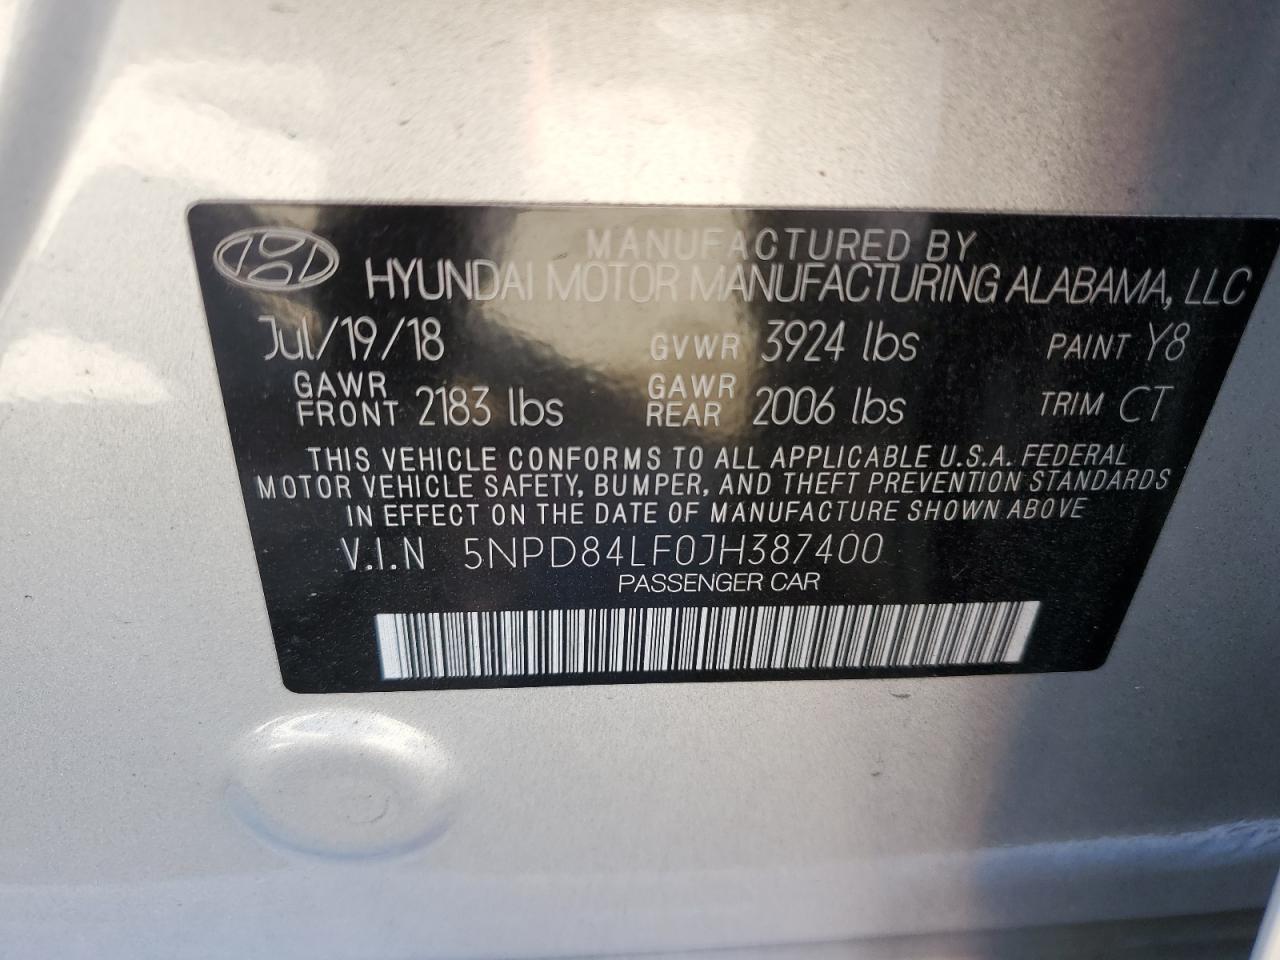 MANUFACTURED BY
HYUNDAI MOTOR MANUFACTURING ALABAMA, LLC
Jul/19/18 GVWR 3924 lbs PAINT Y8
GAWR FRONT 2183 lbs GAWR REAR 2006 lbs TRIM CT
THIS VEHICLE CONFORMS TO ALL APPLICABLE U.S.A. FEDERAL
MOTOR VEHICLE SAFETY, BUMPER, AND THEFT PREVENTION STANDARDS
IN EFFECT ON THE DATE OF MANUFACTURE SHOWN ABOVE
V.I.N 5NPD84LF0JH387400
PASSENGER CAR